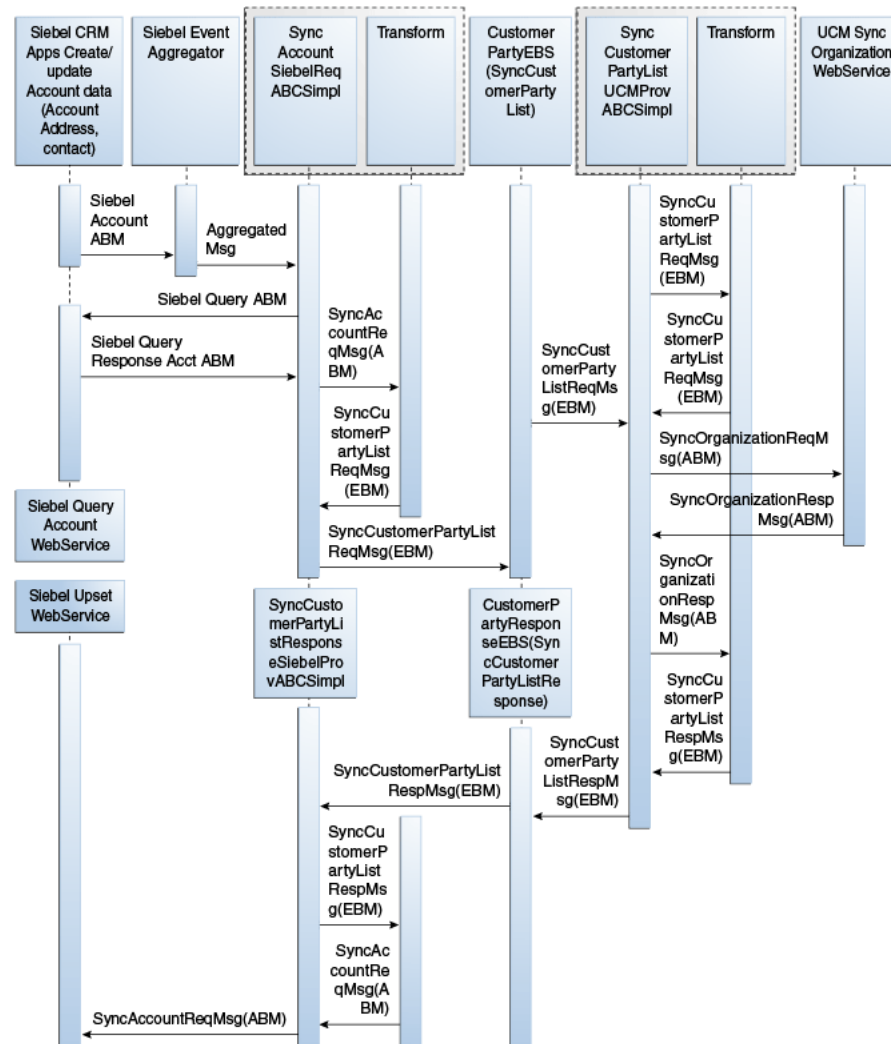 Siebel CRM
Apps Create/
update
Account data
(Account
Address,
contact)
Siebel Event
Aggregator
Sync
Account
SiebelReq
ABCSimpl
Transform
Customer
PartyEBS
(SyncCust
omerParty
List)
Sync
Customer
PartyList
UCMProv
ABCSimpl
Transform
UCM Sync
Organization
WebService
Siebel
Account
ABM
Aggregated
Msg
SyncCu
stomerP
artyList
ReqMsg
(EBM)
Siebel Query ABM
SyncAc
countRe
qMsg(A
BM)
Siebel Query
Response Acct ABM
SyncCust
omerParty
ListReqMs
g(EBM)
SyncCu
stomerP
artyList
ReqMsg
(EBM)
SyncCu
stomerP
artyList
ReqMsg
(EBM)
SyncOrganizationReqM
sg(ABM)
SyncOrganizationResp
Msg(ABM)
Siebel Query
Account
WebService
SyncCustomerPartyList
ReqMsg(EBM)
SyncOr
ganizati
onResp
Msg(AB
M)
Siebel Upset
WebService
SyncCusto
merPartyLi
stRespons
eSiebelPro
vABCSimpl
CustomerP
artyRespon
seEBS(Syn
cCustomer
PartyListRe
sponse)
SyncCu
stomerP
artyList
RespMs
g(EBM)
SyncCust
omerParty
ListRespM
sg(EBM)
SyncCustomerPartyList
RespMsg(EBM)
SyncCu
stomerP
artyList
RespMs
g(EBM)
SyncAc
countRe
qMsg(A
BM)
SyncAccountReqMsg(ABM)